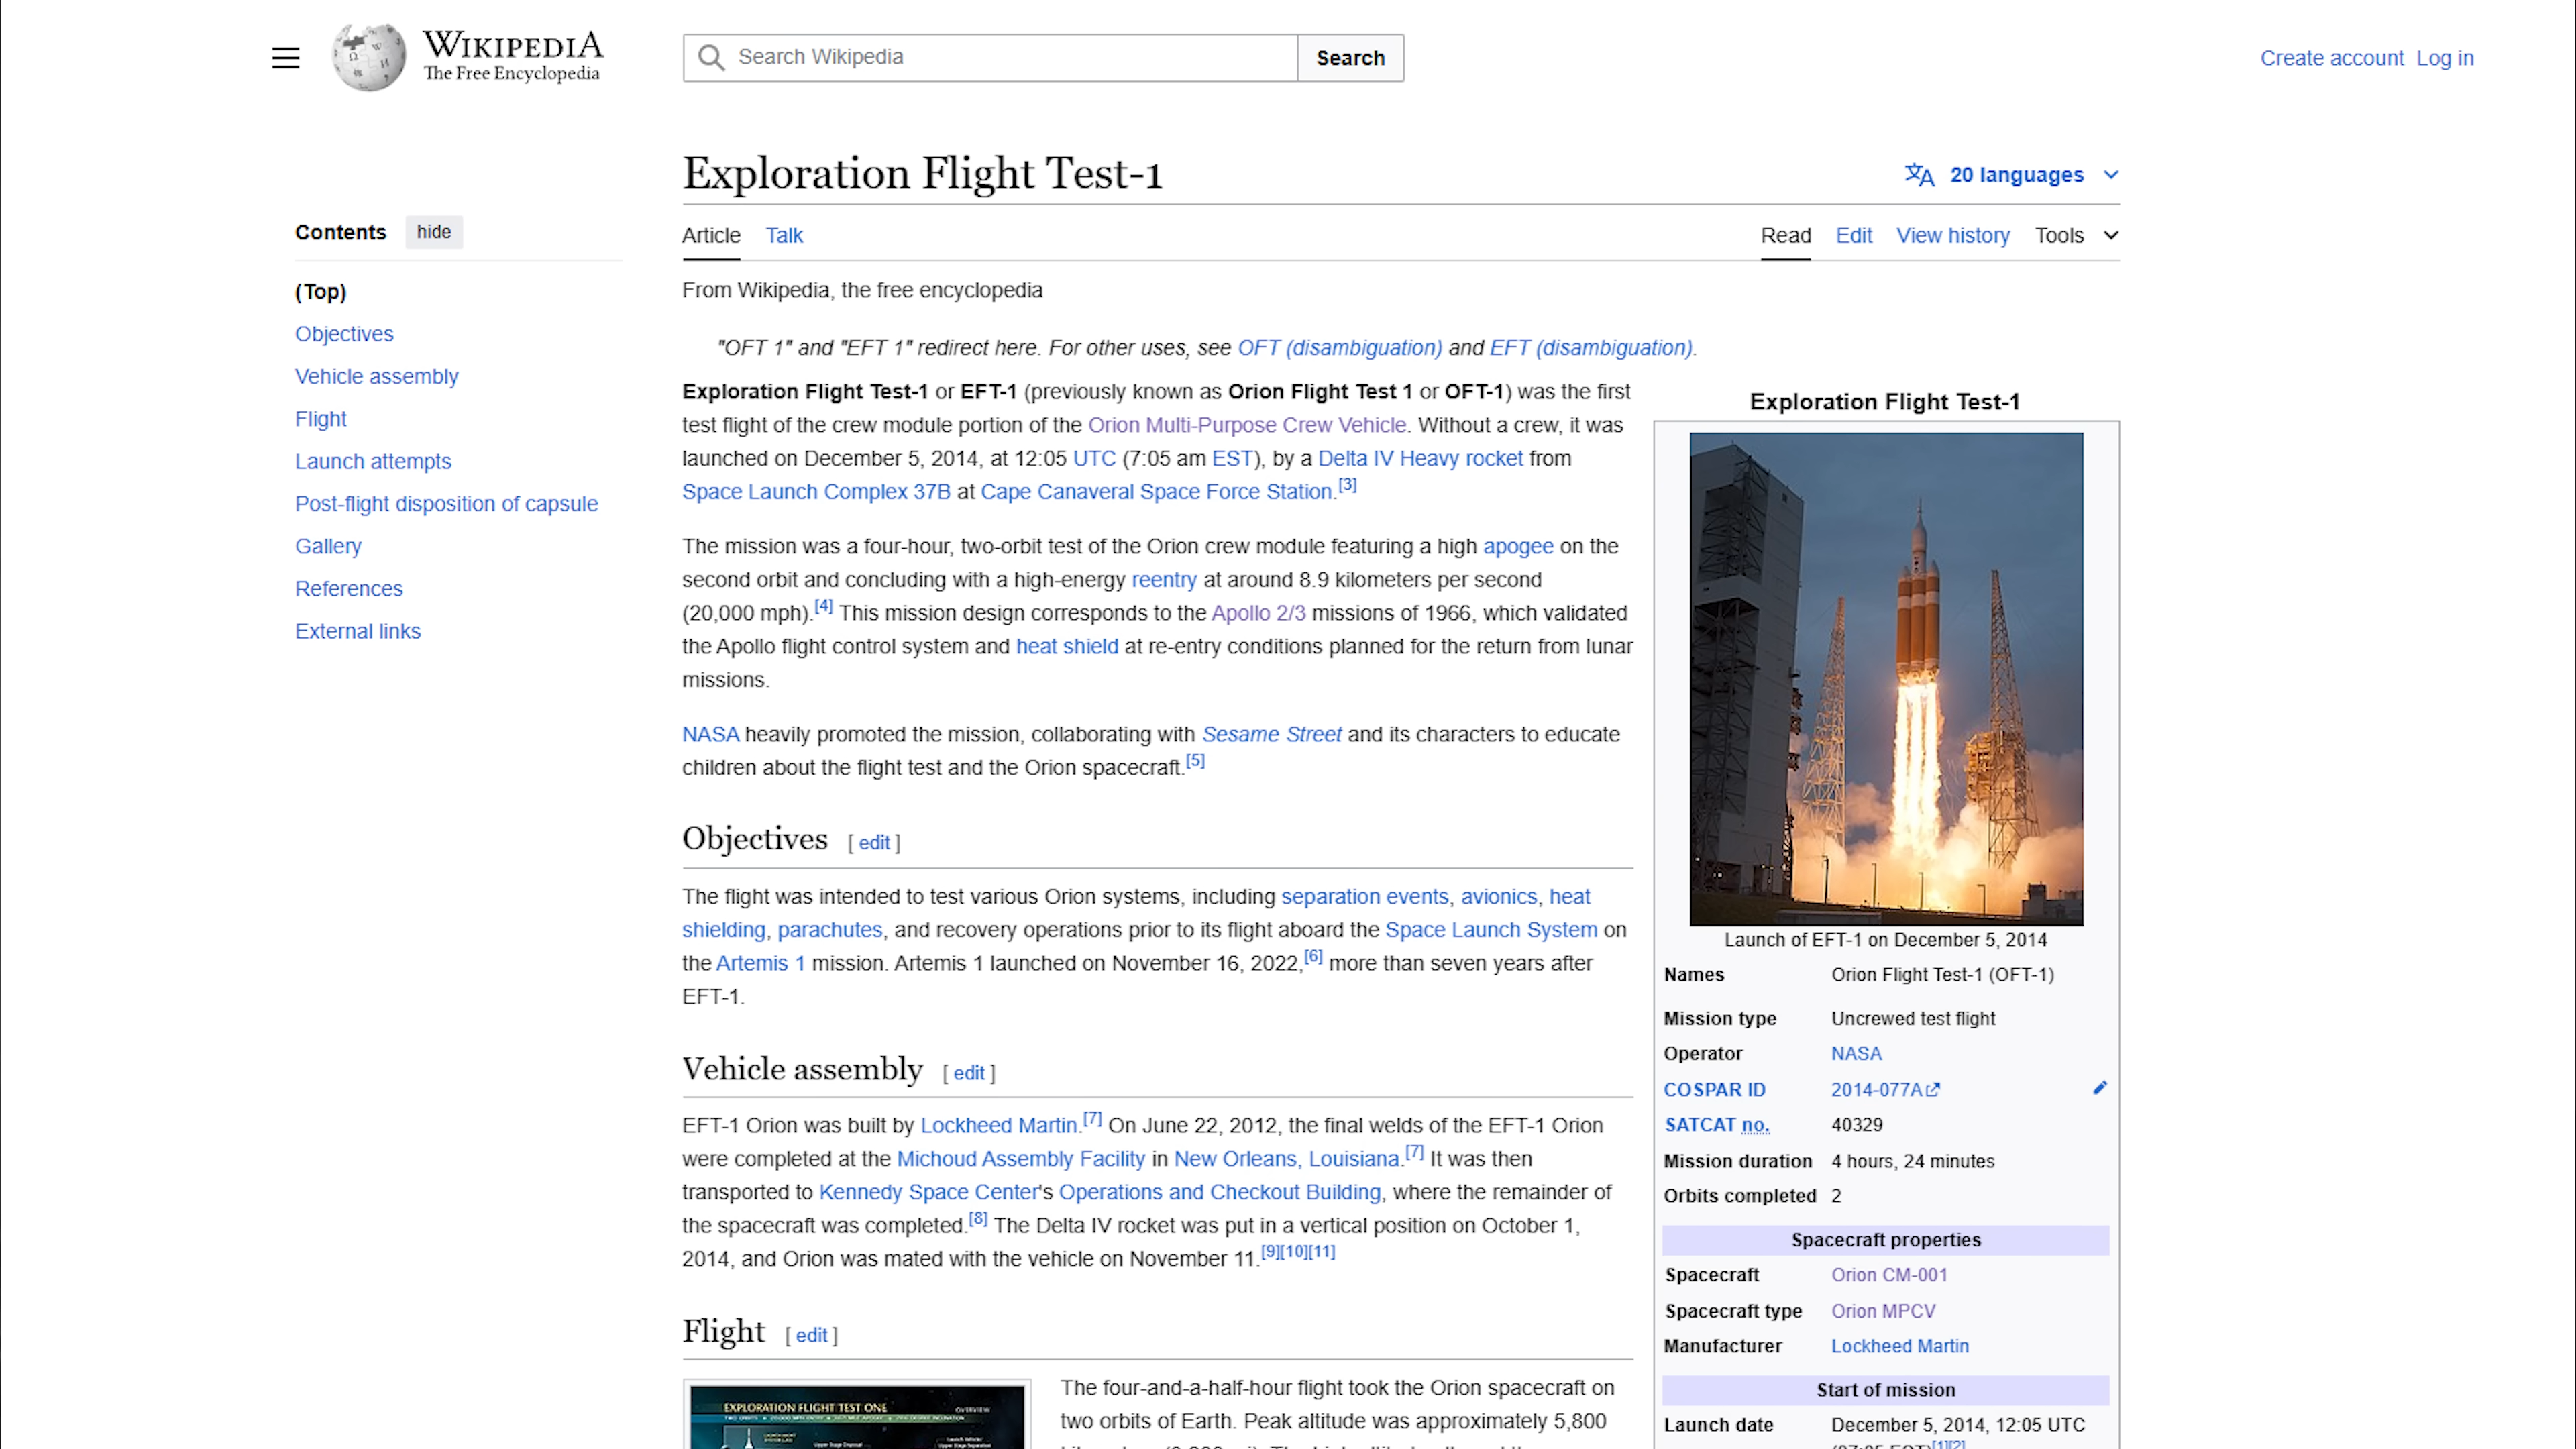 WIKIPEDIA
The Free Encyclopedia
Search Wikipedia
Search
Create account Log in
Exploration Flight Test-1
20 languages
Contents hide
Article Talk
Read Edit View history Tools
(Top)
Objectives
Vehicle assembly
Flight
Launch attempts
Post-flight disposition of capsule
Gallery
References
External links
From Wikipedia, the free encyclopedia
"OFT 1" and "EFT 1" redirect here. For other uses, see OFT (disambiguation) and EFT (disambiguation).
Exploration Flight Test-1 or EFT-1 (previously known as Orion Flight Test 1 or OFT-1) was the first
test flight of the crew module portion of the Orion Multi-Purpose Crew Vehicle. Without a crew, it was
launched on December 5, 2014, at 12:05 UTC (7:05 am EST), by a Delta IV Heavy rocket from
Space Launch Complex 37B at Cape Canaveral Space Force Station.[3]
The mission was a four-hour, two-orbit test of the Orion crew module featuring a high apogee on the
second orbit and concluding with a high-energy reentry at around 8.9 kilometers per second
(20,000 mph).[4] This mission design corresponds to the Apollo 2/3 missions of 1966, which validated
the Apollo flight control system and heat shield at re-entry conditions planned for the return from lunar
missions.
NASA heavily promoted the mission, collaborating with Sesame Street and its characters to educate
children about the flight test and the Orion spacecraft.[5]
Objectives [ edit ]
The flight was intended to test various Orion systems, including separation events, avionics, heat
shielding, parachutes, and recovery operations prior to its flight aboard the Space Launch System on
the Artemis 1 mission. Artemis 1 launched on November 16, 2022,[6] more than seven years after
EFT-1.
Vehicle assembly [ edit ]
EFT-1 Orion was built by Lockheed Martin.[7] On June 22, 2012, the final welds of the EFT-1 Orion
were completed at the Michoud Assembly Facility in New Orleans, Louisiana.[7] It was then
transported to Kennedy Space Center's Operations and Checkout Building, where the remainder of
the spacecraft was completed.[8] The Delta IV rocket was put in a vertical position on October 1,
2014, and Orion was mated with the vehicle on November 11.[9][10][11]
Flight [ edit ]
EXPLORATION FLIGHT TEST ONE
OVERVIEW
The four-and-a-half-hour flight took the Orion spacecraft on
two orbits of Earth. Peak altitude was approximately 5,800
Exploration Flight Test-1
Launch of EFT-1 on December 5, 2014
Names Orion Flight Test-1 (OFT-1)
Mission type Uncrewed test flight
Operator NASA
COSPAR ID 2014-077A
SATCAT no. 40329
Mission duration 4 hours, 24 minutes
Orbits completed 2
Spacecraft properties
Spacecraft Orion CM-001
Spacecraft type Orion MPCV
Manufacturer Lockheed Martin
Start of mission
Launch date December 5, 2014, 12:05 UTC